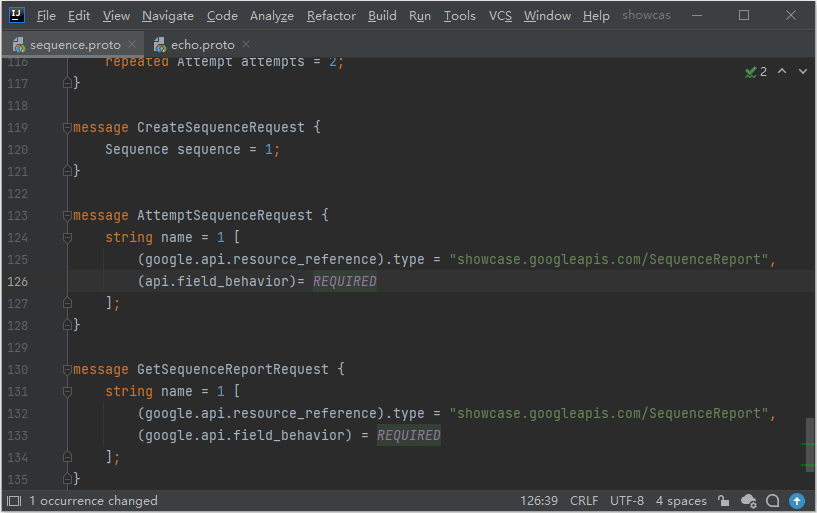 IJ File Edit View Navigate Code Analyze Refactor Build Run Tools VCS Window Help showcas
sequence.proto echo.proto
116 repeated Attempt attempts = 2;
117 }
2
118
119 message CreateSequenceRequest {
120 Sequence sequence = 1;
121 }
122
123 message AttemptSequenceRequest {
124 string name = 1 [
125 (google.api.resource_reference).type = "showcase.googleapis.com/SequenceReport",
126 (api.field_behavior)= REQUIRED
127 ];
128 }
129
130 message GetSequenceReportRequest {
131 string name = 1 [
132 (google.api.resource_reference).type = "showcase.googleapis.com/SequenceReport",
133 (google.api.field_behavior) = REQUIRED
134 ];
135 }
1 occurrence changed 126:39 CRLF UTF-8 4 spaces